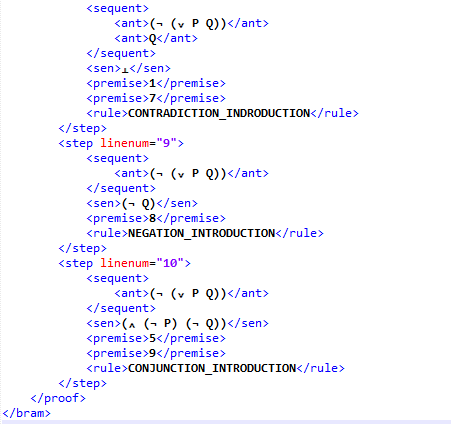 <sequent>
<ant>(¬ (∨ P Q))</ant>
<ant>Q</ant>
</sequent>
<sen>⊥</sen>
<premise>1</premise>
<premise>7</premise>
<rule>CONTRADICTION_INDRODUCTION</rule>
</step>
<step linenum="9">
<sequent>
<ant>(¬ (∨ P Q))</ant>
</sequent>
<sen>(¬ Q)</sen>
<premise>8</premise>
<rule>NEGATION_INTRODUCTION</rule>
</step>
<step linenum="10">
<sequent>
<ant>(¬ (∨ P Q))</ant>
</sequent>
<sen>(∧ (¬ P) (¬ Q))</sen>
<premise>5</premise>
<premise>9</premise>
<rule>CONJUNCTION_INTRODUCTION</rule>
</step>
</proof>
</bram>